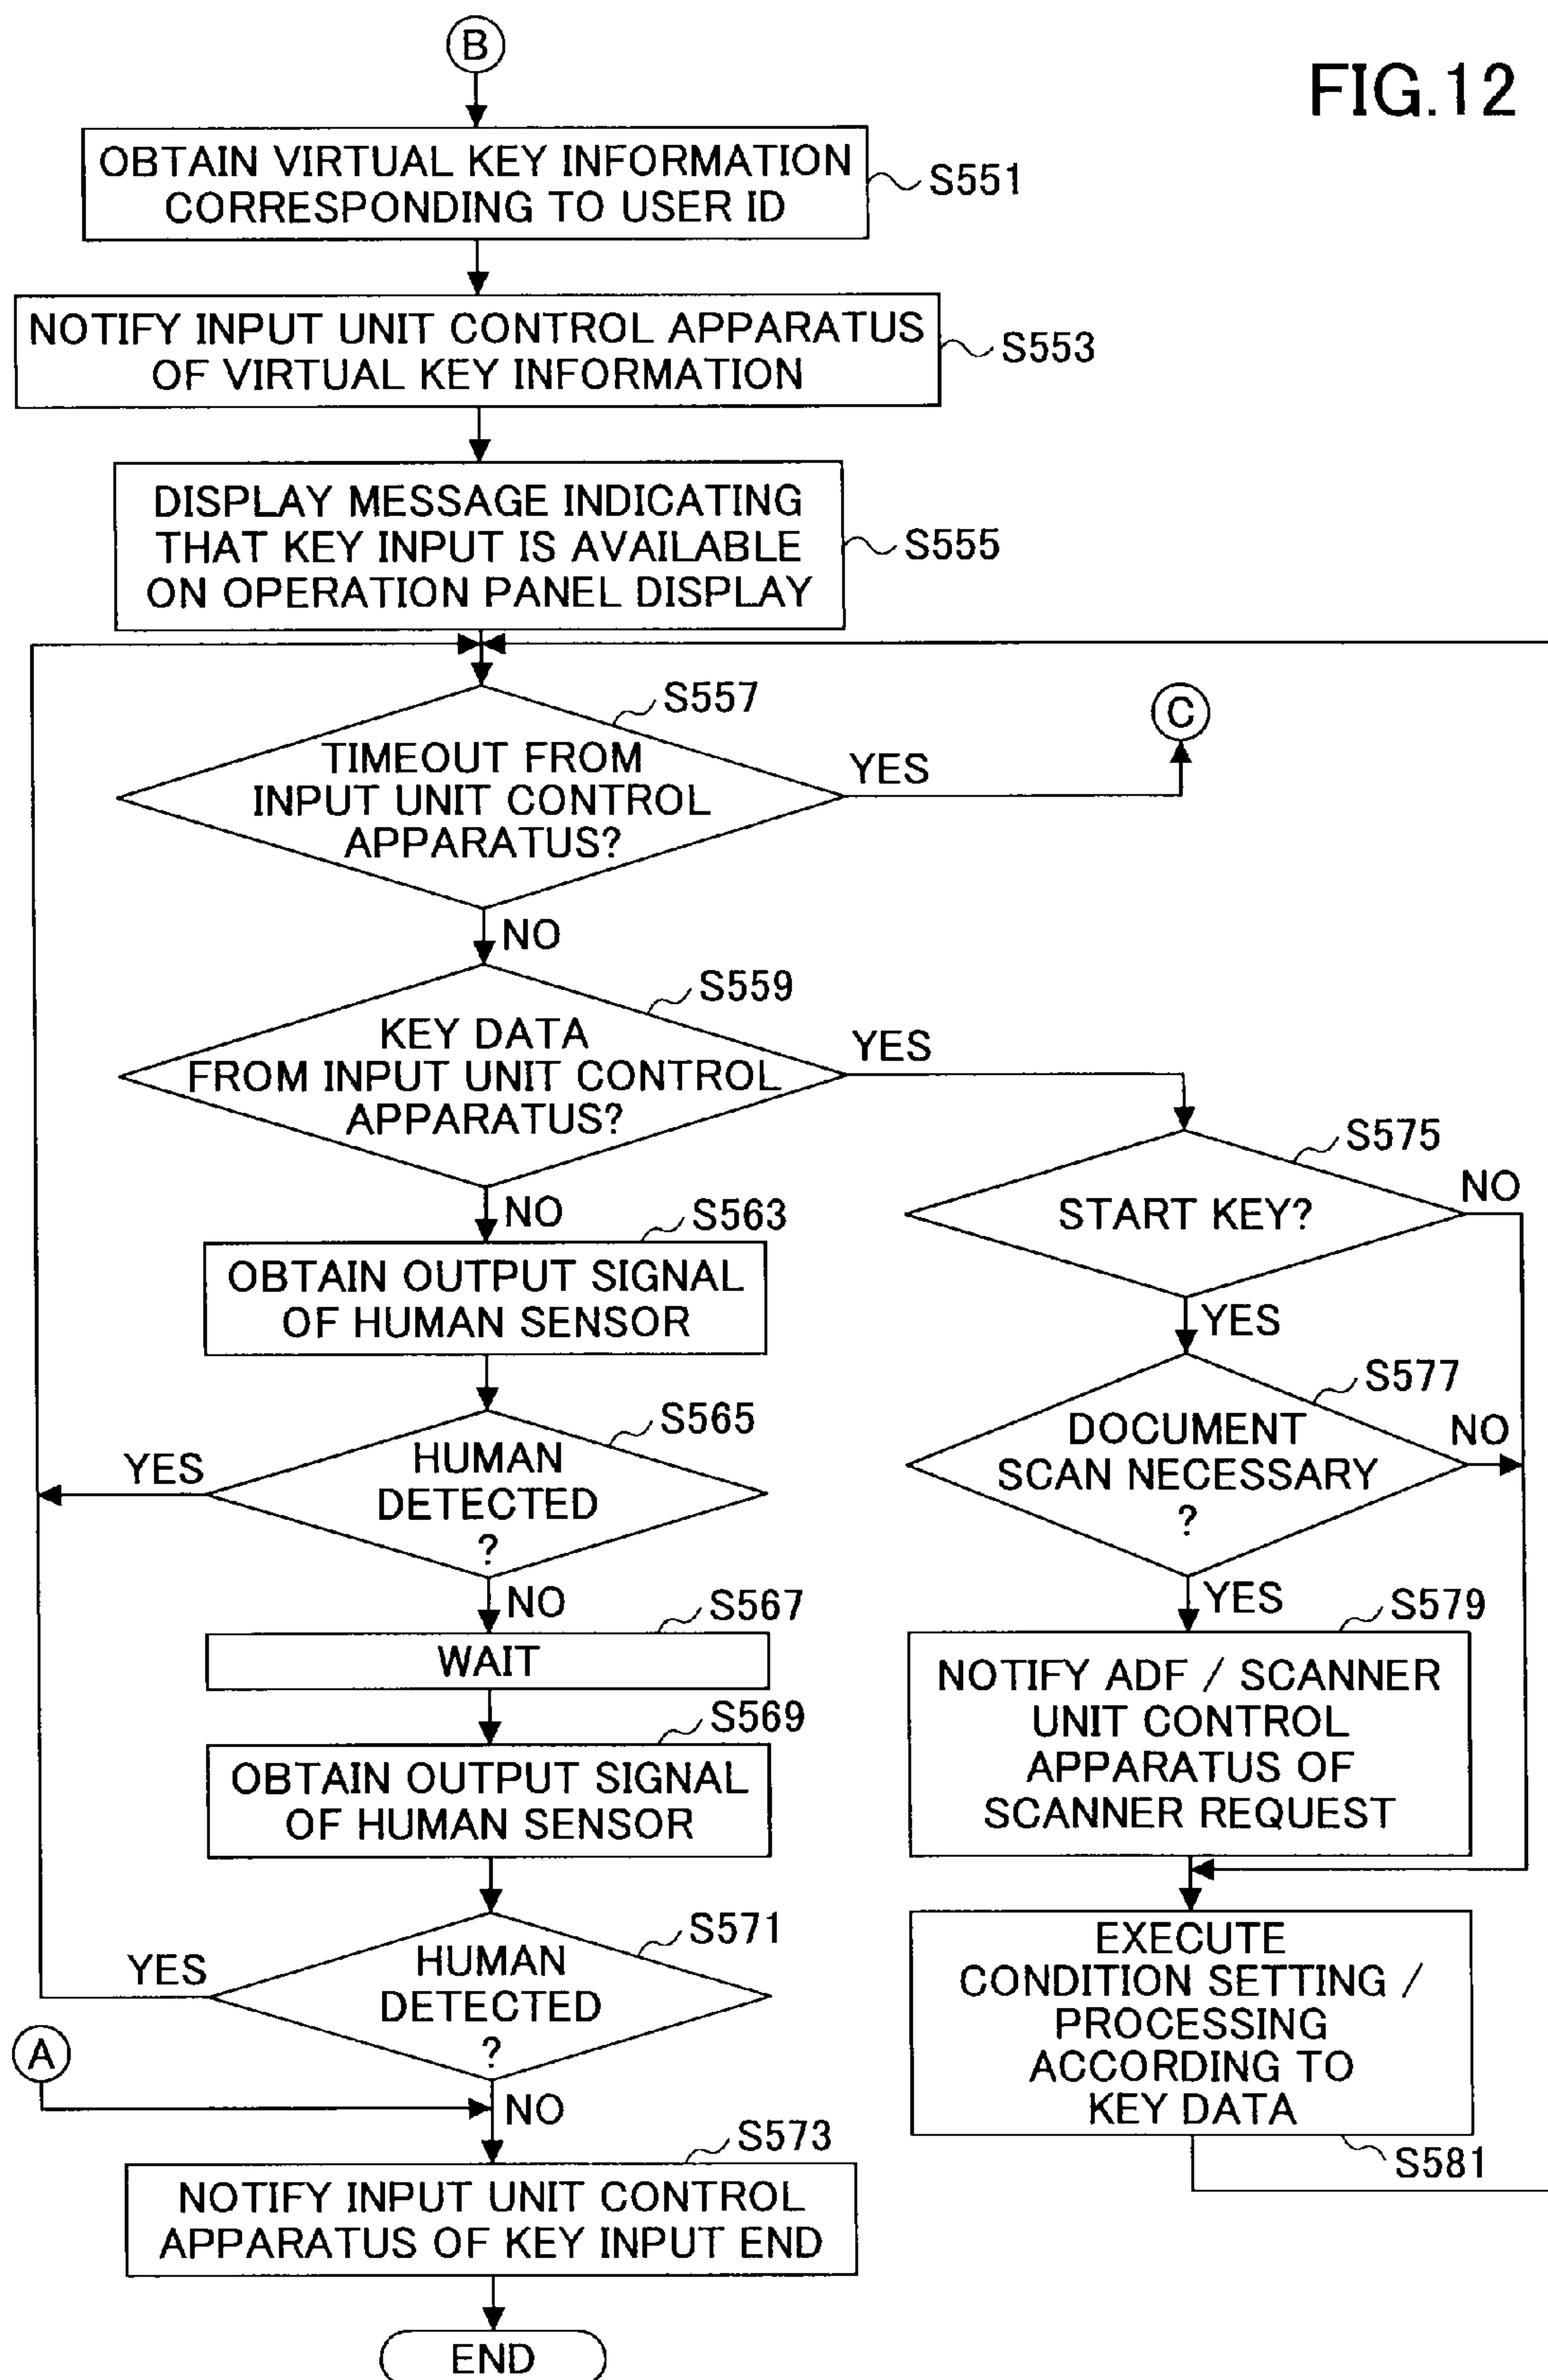 B
FIG.12
OBTAIN VIRTUAL KEY INFORMATION
CORRESPONDING TO USER ID
S551
NOTIFY INPUT UNIT CONTROL APPARATUS
OF VIRTUAL KEY INFORMATION
S553
DISPLAY MESSAGE INDICATING
THAT KEY INPUT IS AVAILABLE
ON OPERATION PANEL DISPLAY
S555
S557
TIMEOUT FROM
INPUT UNIT CONTROL
APPARATUS?
YES
C
NO
S559
KEY DATA
FROM INPUT UNIT CONTROL
APPARATUS?
YES
NO
S563
OBTAIN OUTPUT SIGNAL
OF HUMAN SENSOR
S565
HUMAN
DETECTED
?
YES
NO
S567
WAIT
S569
OBTAIN OUTPUT SIGNAL
OF HUMAN SENSOR
S571
HUMAN
DETECTED
?
YES
A
NO
S573
NOTIFY INPUT UNIT CONTROL
APPARATUS OF KEY INPUT END
END
S575
START KEY?
NO
YES
S577
DOCUMENT
SCAN NECESSARY
?
NO
YES
S579
NOTIFY ADF / SCANNER
UNIT CONTROL
APPARATUS OF
SCANNER REQUEST
EXECUTE
CONDITION SETTING /
PROCESSING
ACCORDING TO
KEY DATA
S581